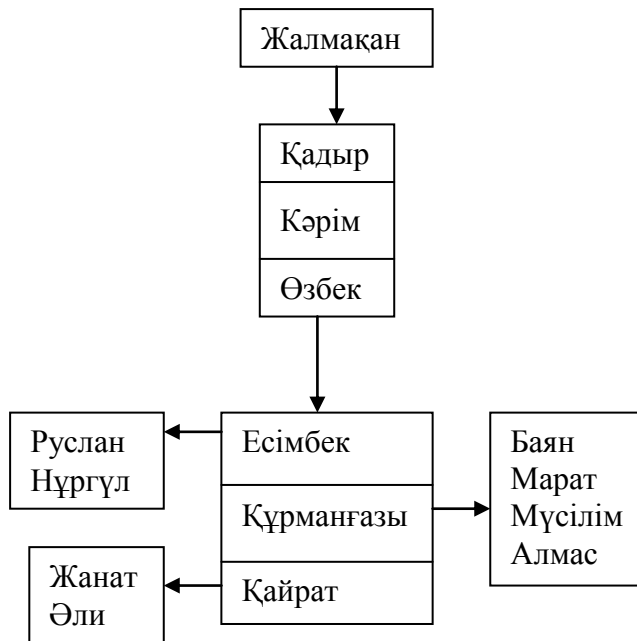 Жалмақан
Қадыр
Кәрім
Өзбек
Руслан
Нұргүл
Есімбек
Құрманғазы
Қайрат
Жанат
Әли
Баян
Марат
Мүсілім
Алмас